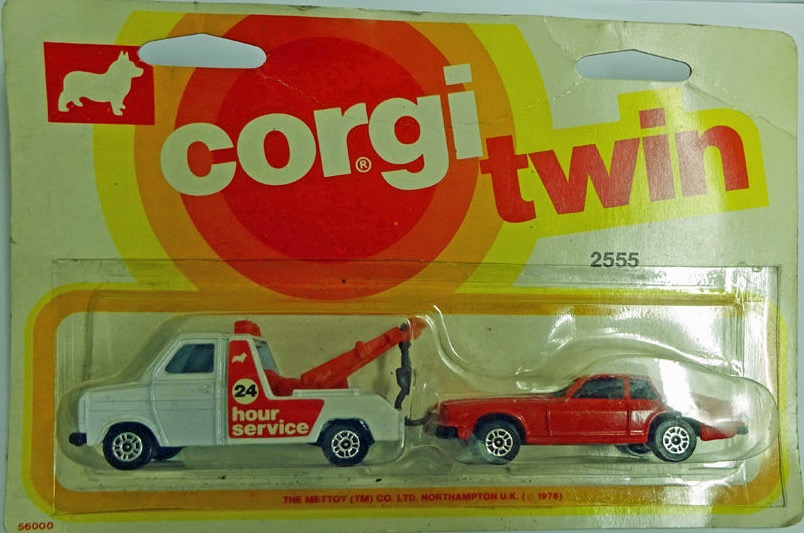 corgi ®
twin
2555
24
hour
service
THE METTOY (TM) CO. LTD. NORTHAMPTON U.K. (© 1978)
56000